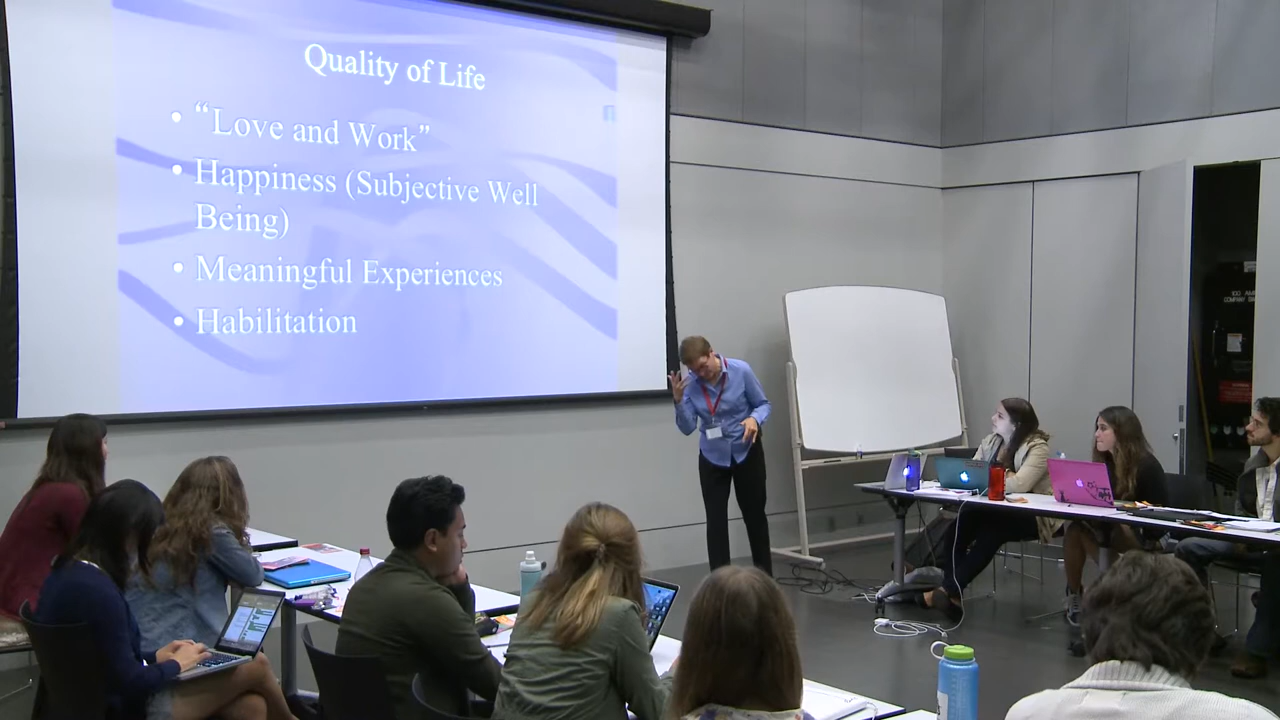 Quality of Life
• “Love and Work”
• Happiness (Subjective Well
Being)
• Meaningful Experiences
• Habilitation